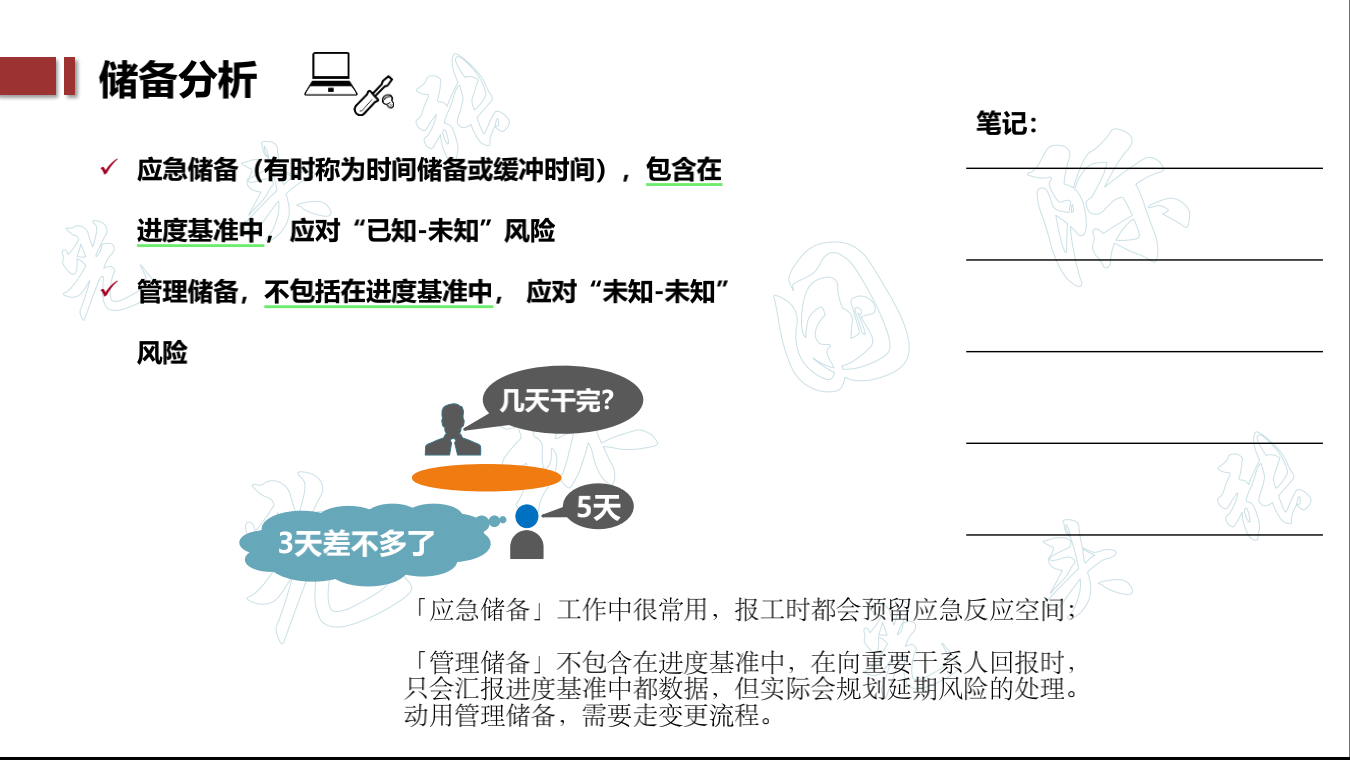 储备分析
应急储备（有时称为时间储备或缓冲时间），包含在
进度基准中，应对“已知-未知”风险
管理储备，不包括在进度基准中， 应对“未知-未知”
风险
笔记：
几天干完？
5天
3天差不多了
「应急储备」工作中很常用，报工时都会预留应急反应空间；
「管理储备」不包含在进度基准中，在向重要干系人回报时，
只会汇报进度基准中都数据，但实际会规划延期风险的处理。
动用管理储备，需要走变更流程。